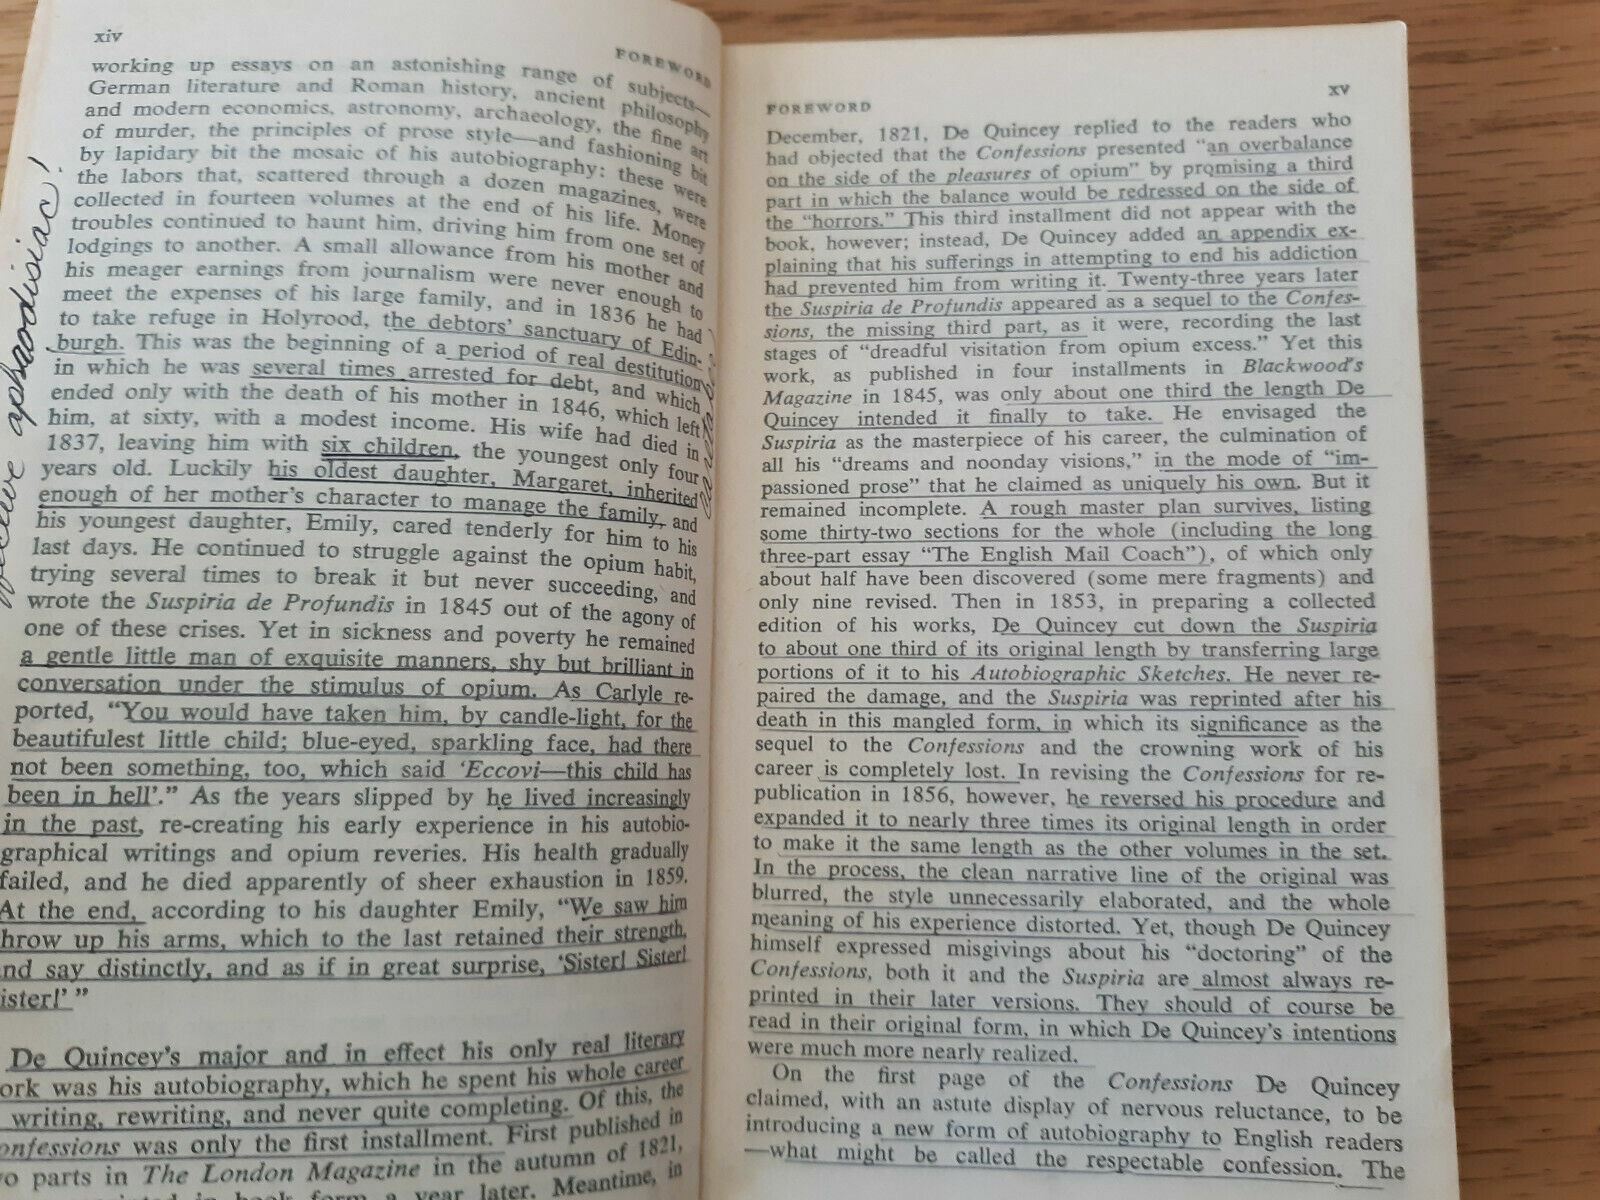 xiv
FOREWORD
working up essays on an astonishing range of subjects—
German literature and Roman history, ancient philosophy
and modern economics, astronomy, archaeology, the fine art
of murder, the principles of prose style—and fashioning bit
by lapidary bit the mosaic of his autobiography: these were
the labors that, scattered through a dozen magazines, were
collected in fourteen volumes at the end of his life. Money
troubles continued to haunt him, driving him from one set of
lodgings to another. A small allowance from his mother and
his meager earnings from journalism were never enough to
meet the expenses of his large family, and in 1836 he had
to take refuge in Holyrood, the debtors' sanctuary of Edin-
burgh. This was the beginning of a period of real destitution
in which he was several times arrested for debt, and which
ended only with the death of his mother in 1846, which left
him, at sixty, with a modest income. His wife had died in
1837, leaving him with six children, the youngest only four
years old. Luckily his oldest daughter, Margaret, inherited
enough of her mother's character to manage the family, and
his youngest daughter, Emily, cared tenderly for him to his
last days. He continued to struggle against the opium habit,
trying several times to break it but never succeeding, and
wrote the Suspiria de Profundis in 1845 out of the agony of
one of these crises. Yet in sickness and poverty he remained
a gentle little man of exquisite manners, shy but brilliant in
conversation under the stimulus of opium. As Carlyle re-
ported, "You would have taken him, by candle-light, for the
beautifulest little child; blue-eyed, sparkling face, had there
not been something, too, which said 'Eccovi—this child has
been in hell'." As the years slipped by he lived increasingly
in the past, re-creating his early experience in his autobio-
graphical writings and opium reveries. His health gradually
failed, and he died apparently of sheer exhaustion in 1859.
At the end, according to his daughter Emily, "We saw him
hrow up his arms, which to the last retained their strength,
nd say distinctly, and as if in great surprise, 'Sister! Sister!
ister!' "
De Quincey's major and in effect his only real literary
ork was his autobiography, which he spent his whole career
writing, rewriting, and never quite completing. Of this, the
onfessions was only the first installment. First published in
o parts in The London Magazine in the autumn of 1821,
in book form a year later. Meantime, in
aphsodisiac!
xv
FOREWORD
December, 1821, De Quincey replied to the readers who
had objected that the Confessions presented "an overbalance
on the side of the pleasures of opium" by promising a third
part in which the balance would be redressed on the side of
the "horrors." This third installment did not appear with the
book, however; instead, De Quincey added an appendix ex-
plaining that his sufferings in attempting to end his addiction
had prevented him from writing it. Twenty-three years later
the Suspiria de Profundis appeared as a sequel to the Confes-
sions, the missing third part, as it were, recording the last
stages of "dreadful visitation from opium excess." Yet this
work, as published in four installments in Blackwood's
Magazine in 1845, was only about one third the length De
Quincey intended it finally to take. He envisaged the
Suspiria as the masterpiece of his career, the culmination of
all his "dreams and noonday visions," in the mode of "im-
passioned prose" that he claimed as uniquely his own. But it
remained incomplete. A rough master plan survives, listing
some thirty-two sections for the whole (including the long
three-part essay "The English Mail Coach"), of which only
about half have been discovered (some mere fragments) and
only nine revised. Then in 1853, in preparing a collected
edition of his works, De Quincey cut down the Suspiria
to about one third of its original length by transferring large
portions of it to his Autobiographic Sketches. He never re-
paired the damage, and the Suspiria was reprinted after his
death in this mangled form, in which its significance as the
sequel to the Confessions and the crowning work of his
career is completely lost. In revising the Confessions for re-
publication in 1856, however, he reversed his procedure and
expanded it to nearly three times its original length in order
to make it the same length as the other volumes in the set.
In the process, the clean narrative line of the original was
blurred, the style unnecessarily elaborated, and the whole
meaning of his experience distorted. Yet, though De Quincey
himself expressed misgivings about his "doctoring" of the
Confessions, both it and the Suspiria are almost always re-
printed in their later versions. They should of course be
read in their original form, in which De Quincey's intentions
were much more nearly realized.
On the first page of the Confessions De Quincey
claimed, with an astute display of nervous reluctance, to be
introducing a new form of autobiography to English readers
—what might be called the respectable confession. The